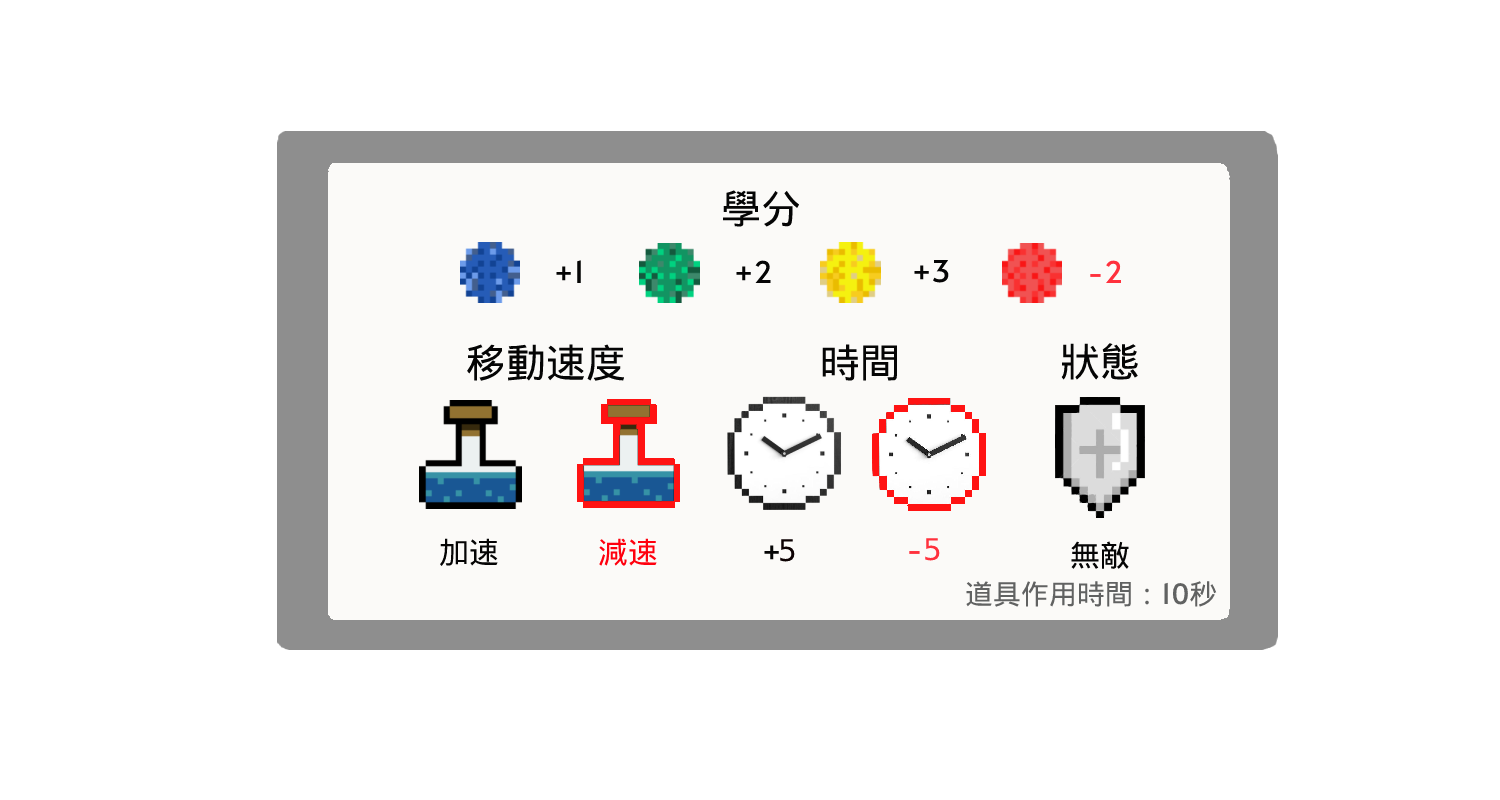 學分
+1 +2 +3 -2
移動速度 時間 狀態
加速 減速 +5 -5 無敵
道具作用時間：10秒